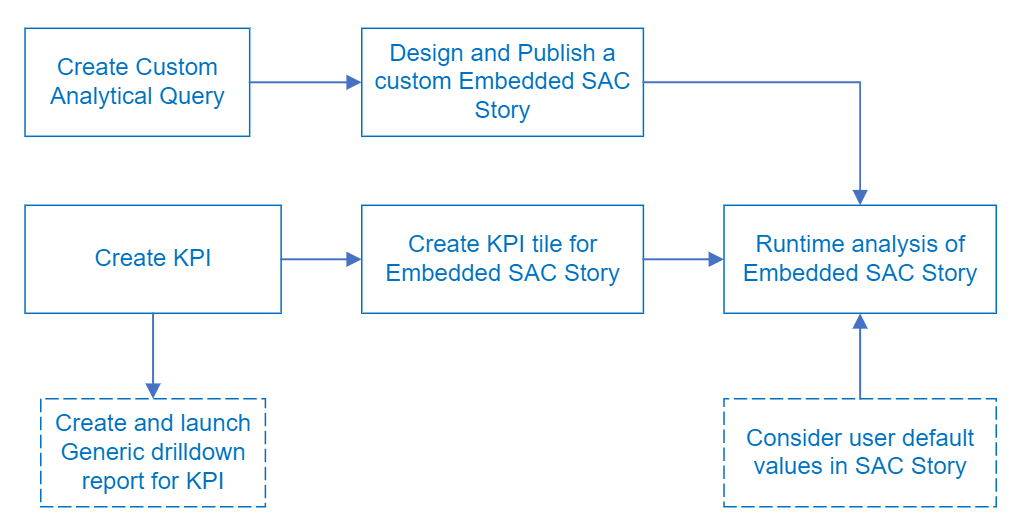 Create Custom
Analytical Query
Design and Publish a
custom Embedded SAC
Story
Create KPI
Create KPI tile for
Embedded SAC Story
Runtime analysis of
Embedded SAC Story
Create and launch
Generic drilldown
report for KPI
Consider user default
values in SAC Story